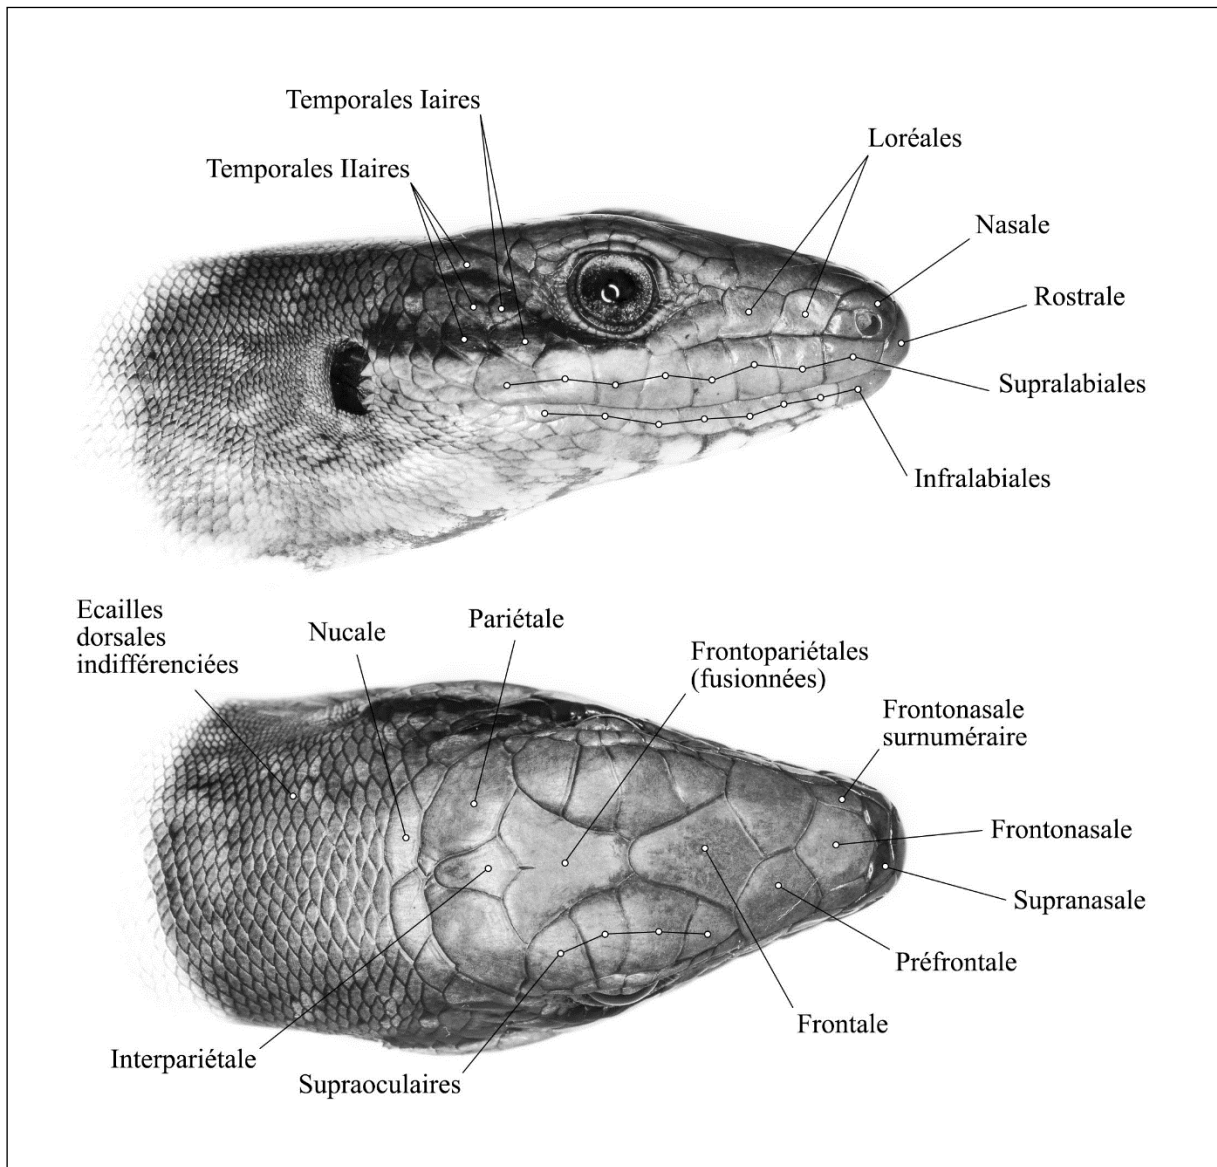 Temporales Iaires
Temporales IIaires
Loréales
Nasale
Rostrale
Supralabiales
Infralabiales
Ecailles
dorsales
indifférenciées
Nucale
Pariétale
Frontopariétales
(fusionnées)
Frontonasale
surnuméraire
Frontonasale
Supranasale
Préfrontale
Frontale
Interpariétale
Supraoculaires